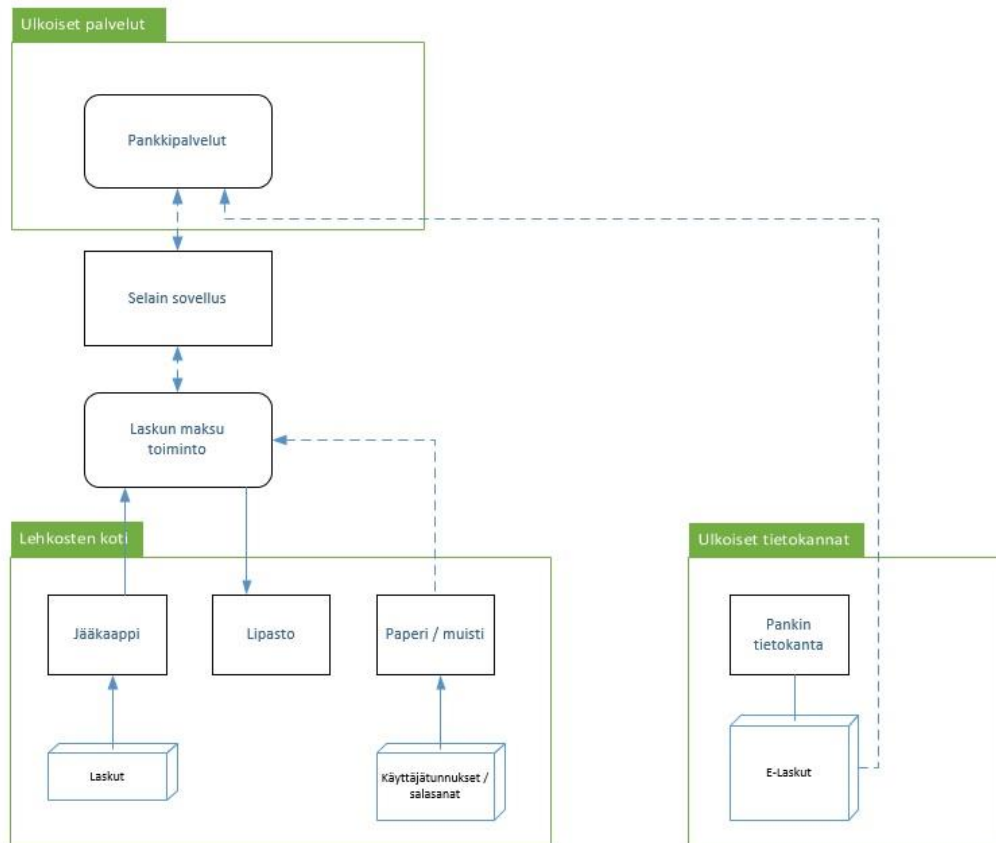 Ulkoiset palvelut
Pankkipalvelut
Selain sovellus
Laskun maksu
toiminto
Lehkosten koti
Ulkoiset tietokannat
Jääkaappi
Lipasto
Paperi / muisti
Pankin
tietokanta
Laskut
Käyttäjätunnukset /
salasanat
E-Laskut